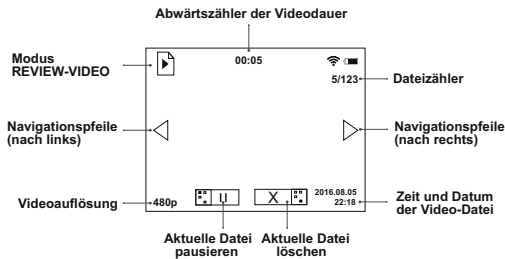 Abwärtszähler der Videodauer
Modus
REVIEW-VIDEO
00:05
5/123
Dateizähler
Navigationspfeile
(nach links)
Navigationspfeile
(nach rechts)
Videoauflösung
480p
II
X
2016.08.05
22:18
Zeit und Datum
der Video-Datei
Aktuelle Datei
pausieren
Aktuelle Datei
löschen